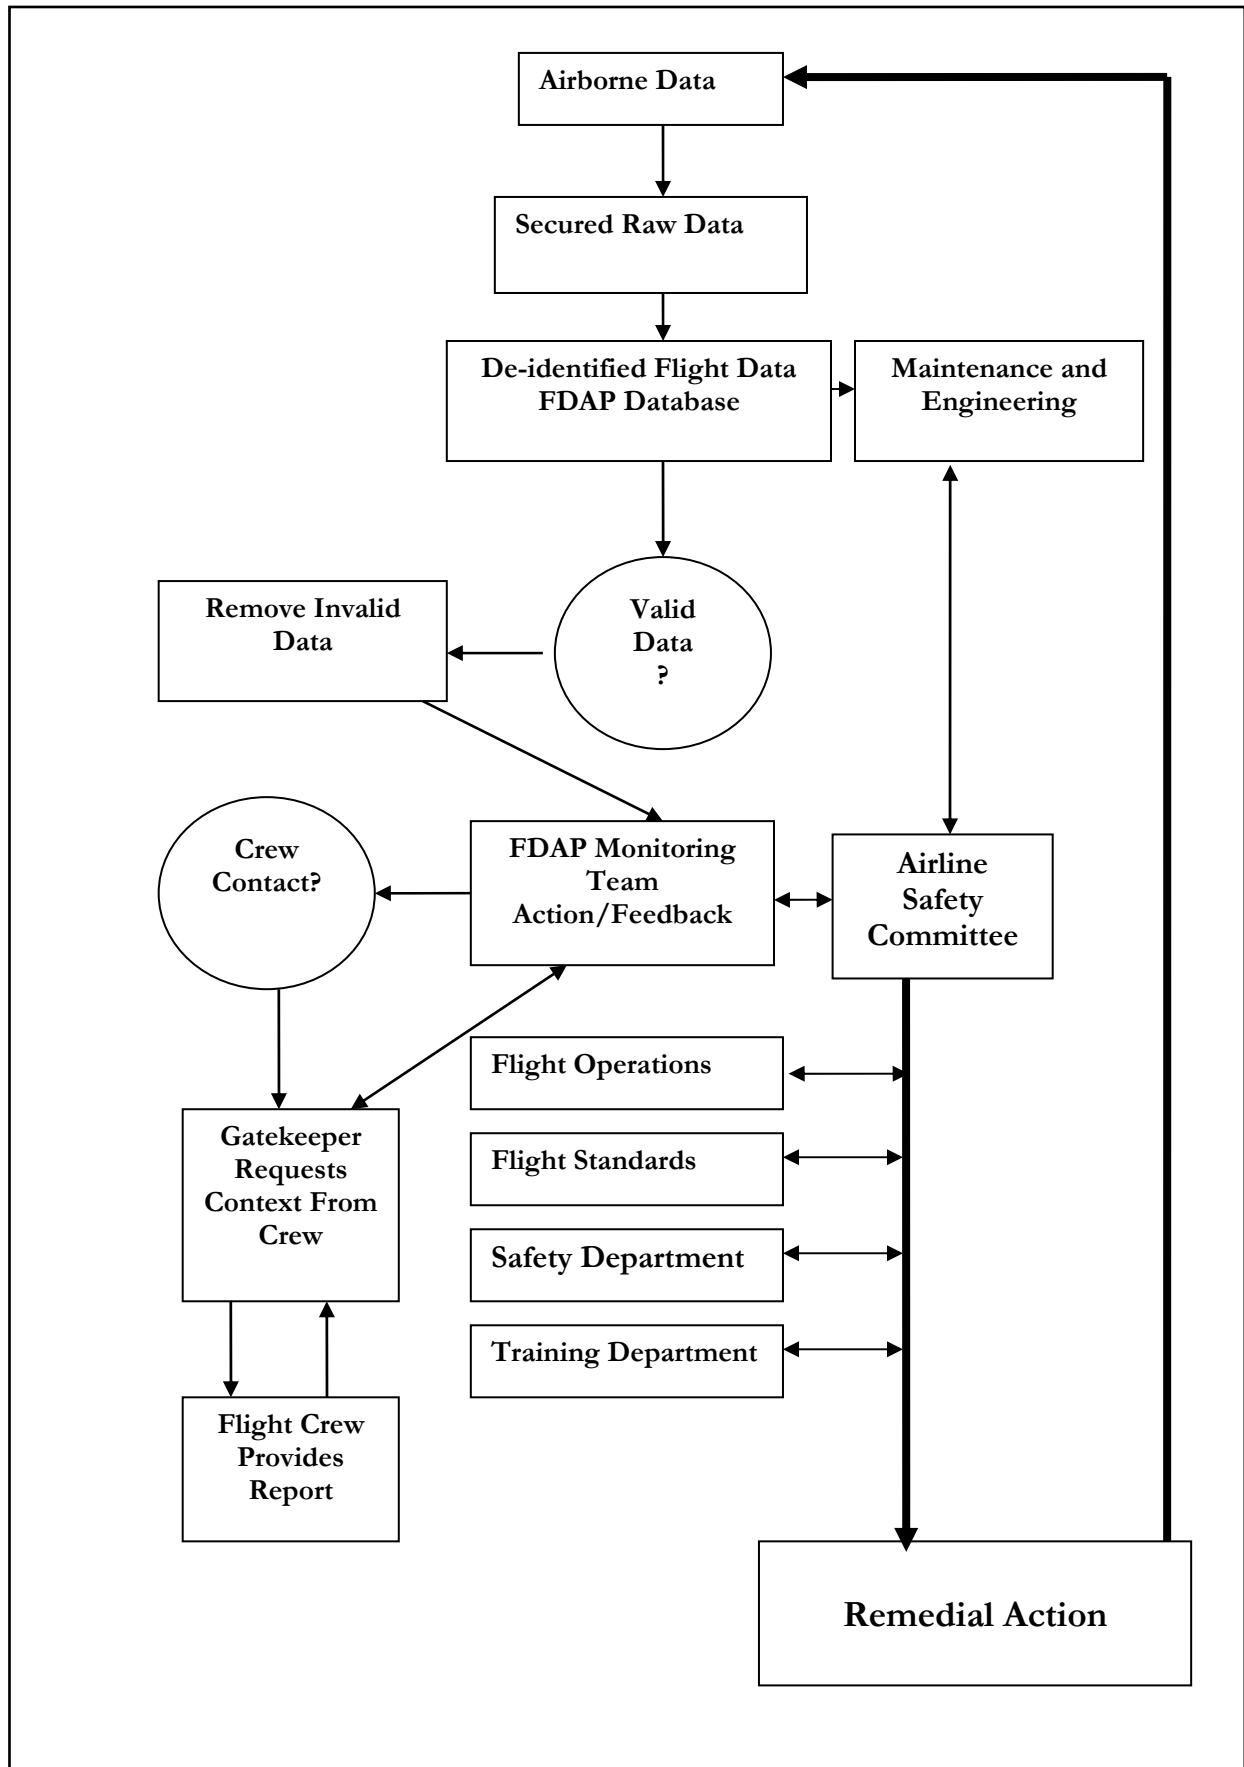 Airborne Data
Secured Raw Data
De-identified Flight Data
FDAP Database
Maintenance and
Engineering
Valid
Data
?
Remove Invalid
Data
Crew
Contact?
FDAP Monitoring
Team
Action/Feedback
Airline
Safety
Committee
Flight Operations
Flight Standards
Safety Department
Training Department
Gatekeeper
Requests
Context From
Crew
Flight Crew
Provides
Report
Remedial Action